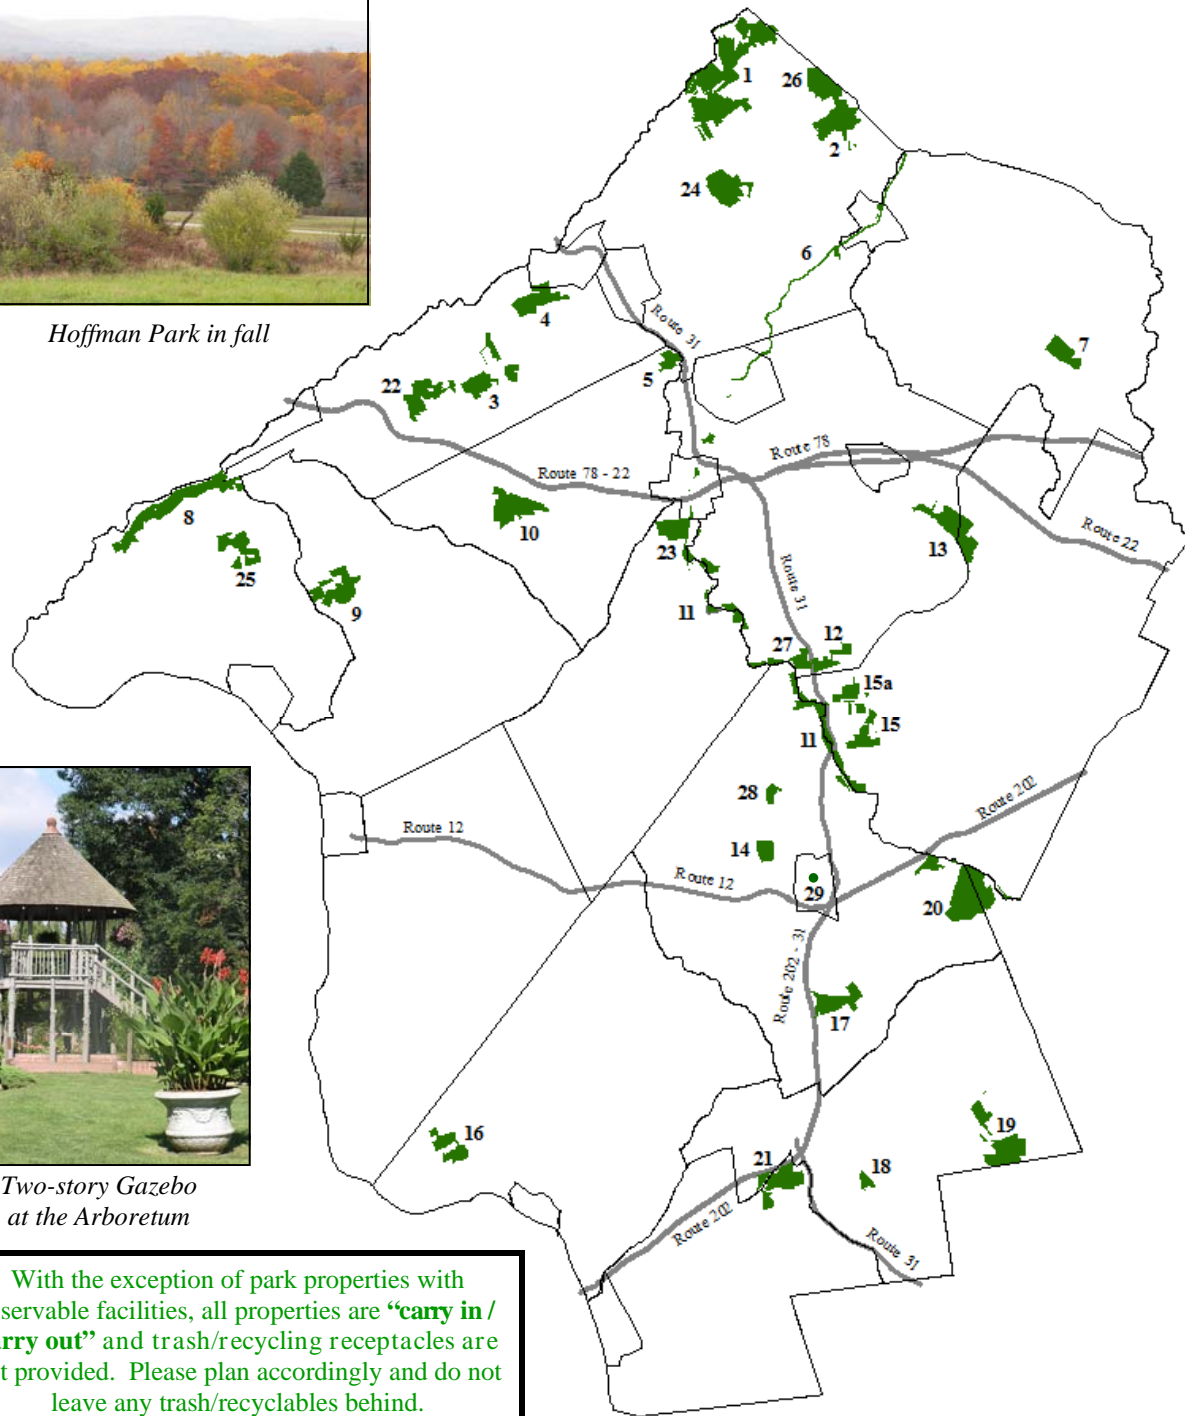 Hoffman Park in fall
1
26
2
24
6
4
Route 31
7
5
22
3
Route 78
Route 78 - 22
8
10
Route 22
23
13
25
9
Route 31
11
27
12
15a
15
11
28
Route 202
Route 12
14
Route 12
29
20
Route 202 - 31
17
16
19
21
18
Route 202
Route 31
Two-story Gazebo
at the Arboretum
With the exception of park properties with
servable facilities, all properties are “carry in /
rry out” and trash/recycling receptacles are
t provided. Please plan accordingly and do not
leave any trash/recyclables behind.